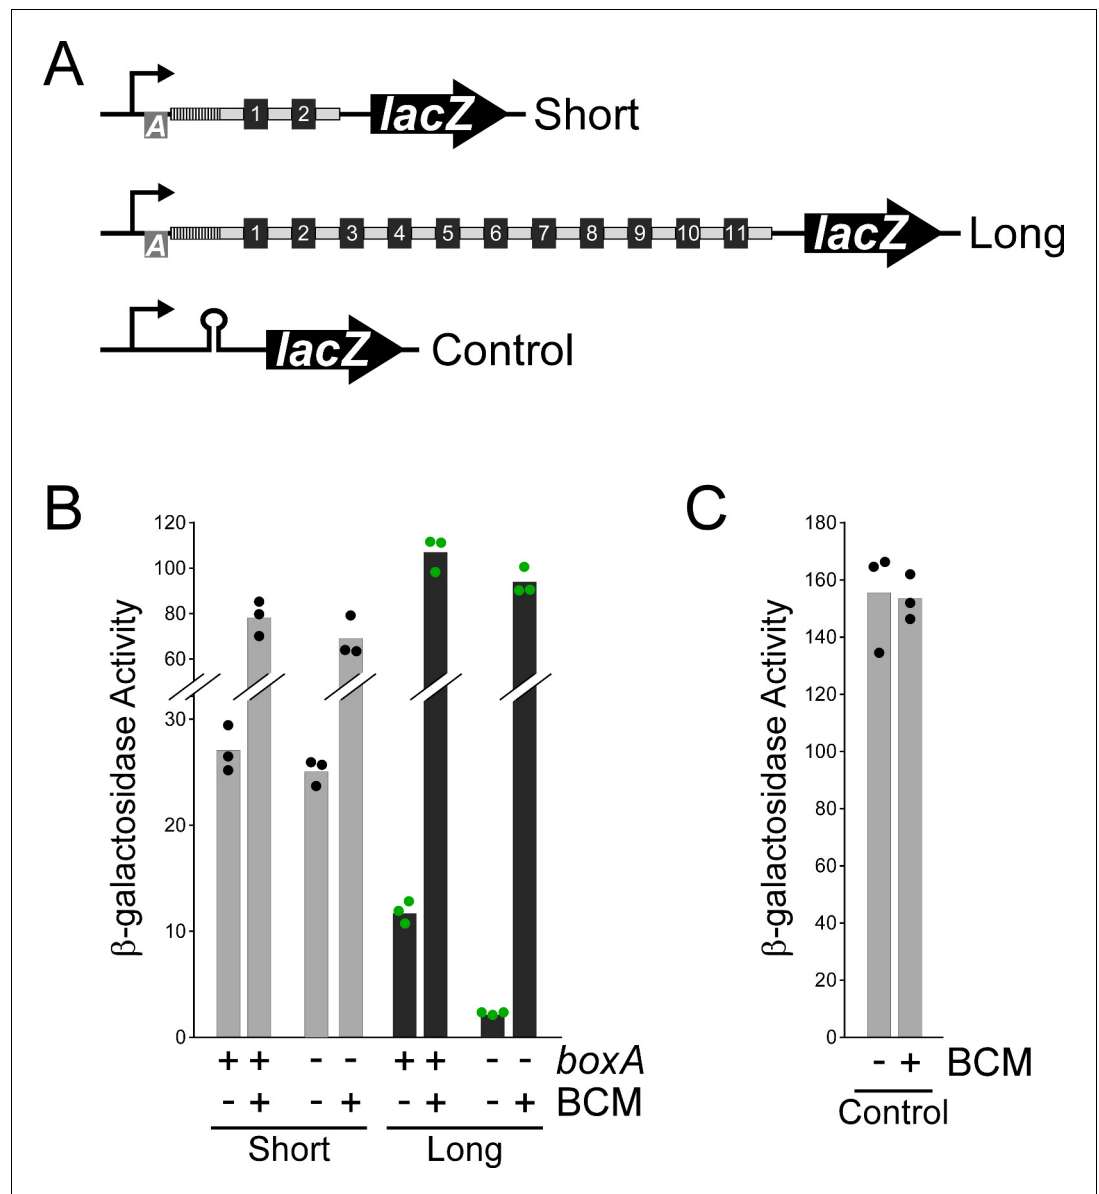 A
A 1 2 lacZ Short
A 1 2 3 4 5 6 7 8 9 10 11 lacZ Long
lacZ Control
B
β-galactosidase Activity
120
100
80
60
30
20
10
0
+ + - - + + - - boxA
- + - + - + - + BCM
Short Long
C
β-galactosidase Activity
180
160
140
120
100
80
60
40
20
0
- + BCM
Control